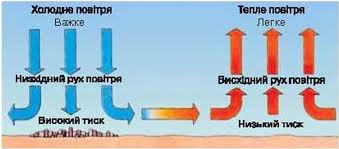 Холодне повітря
Важке
Низхідний рух повітря
Високий тиск
Тепле повітря
Легке
Висхідний рух повітря
Низький тиск